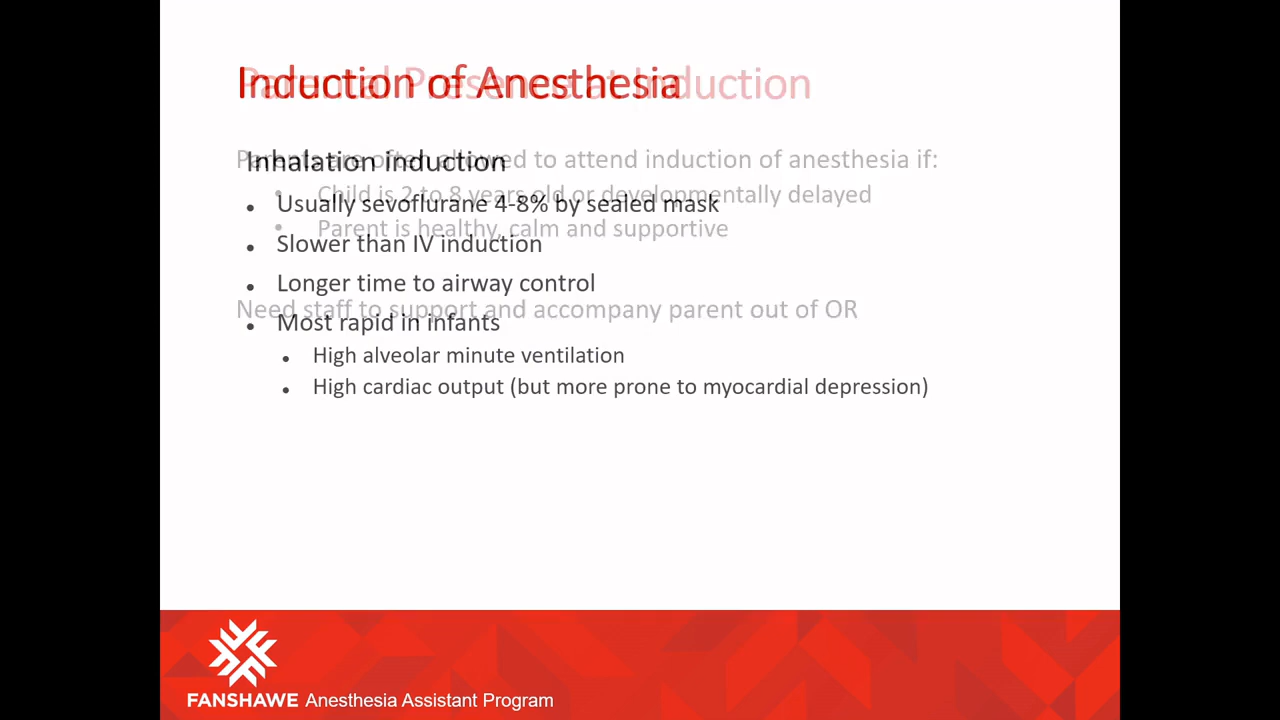 Induction of Anesthesia
Parental Presence at Induction
Inhalation induction
Parents are often allowed to attend induction of anesthesia if:
• Child is 2 to 8 years old or developmentally delayed
• Usually sevoflurane 4-8% by sealed mask
• Parent is healthy, calm and supportive
• Slower than IV induction
• Longer time to airway control
Need staff to support and accompany parent out of OR
• Most rapid in infants
• High alveolar minute ventilation
• High cardiac output (but more prone to myocardial depression)
FANSHAWE Anesthesia Assistant Program